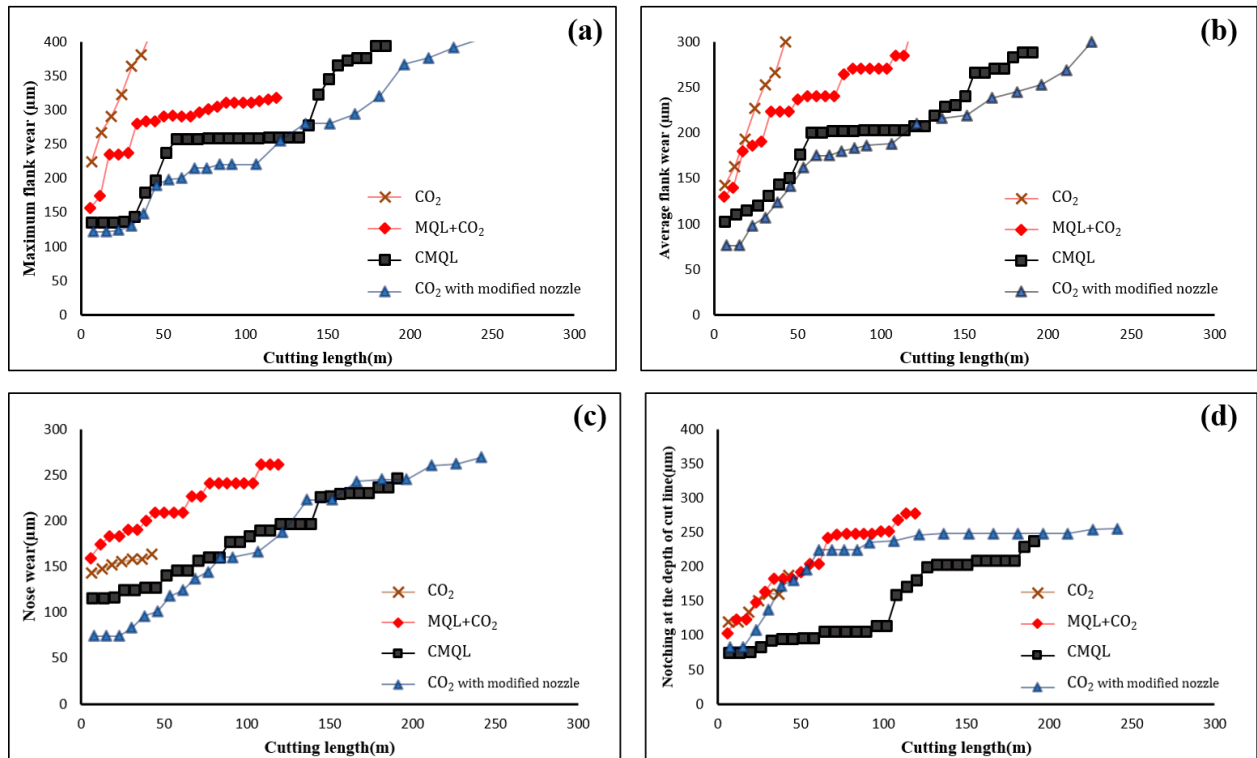 (a)
Maximum flank wear (µm)
400
350
300
250
200
150
100
50
0
0 50 100 150 200 250 300
Cutting length(m)
CO₂
MQL+CO₂
CMQL
CO₂ with modified nozzle
(b)
Average flank wear (µm)
300
250
200
150
100
50
0
0 50 100 150 200 250 300
Cutting length(m)
CO₂
MQL+CO₂
CMQL
CO₂ with modified nozzle
(c)
Nose wear(µm)
300
250
200
150
100
50
0
0 50 100 150 200 250 300
Cutting length(m)
CO₂
MQL+CO₂
CMQL
CO₂ with modified nozzle
(d)
Notching at the depth of cut line(µm)
400
350
300
250
200
150
100
50
0
0 50 100 150 200 250 300
Cutting length(m)
CO₂
MQL+CO₂
CMQL
CO₂ with modified nozzle